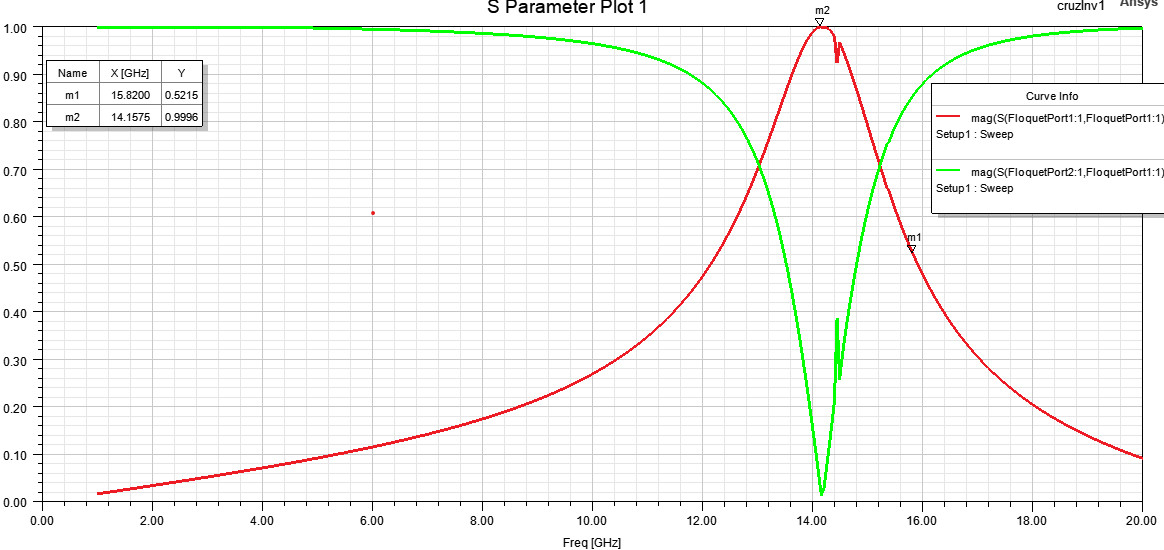 S Parameter Plot 1
cruzInv1
Ansys
m2
1.00
0.90
0.80
0.70
0.60
0.50
0.40
0.30
0.20
0.10
0.00
Name X [GHz] Y
m1 15.8200 0.5215
m2 14.1575 0.9996
Curve Info
mag(S(FloquetPort1:1,FloquetPort1:1)
Setup1 : Sweep
mag(S(FloquetPort2:1,FloquetPort1:1)
Setup1 : Sweep
m1
0.00 2.00 4.00 6.00 8.00 10.00 12.00 14.00 16.00 18.00 20.00
Freq [GHz]